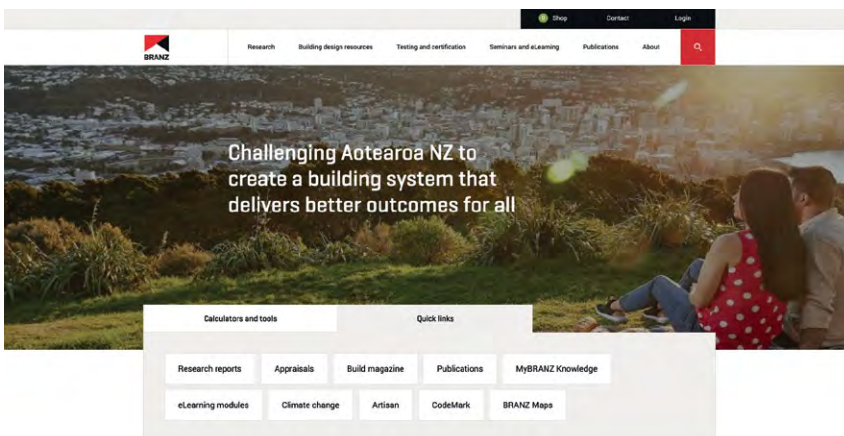 0 Shop Contact Login
BRANZ
Research Building design resources Testing and certification Seminars and eLearning Publications About
Challenging Aotearoa NZ to
create a building system that
delivers better outcomes for all
Calculators and tools Quick links
Research reports Appraisals Build magazine Publications MyBRANZ Knowledge
eLearning modules Climate change Artisan CodeMark BRANZ Maps